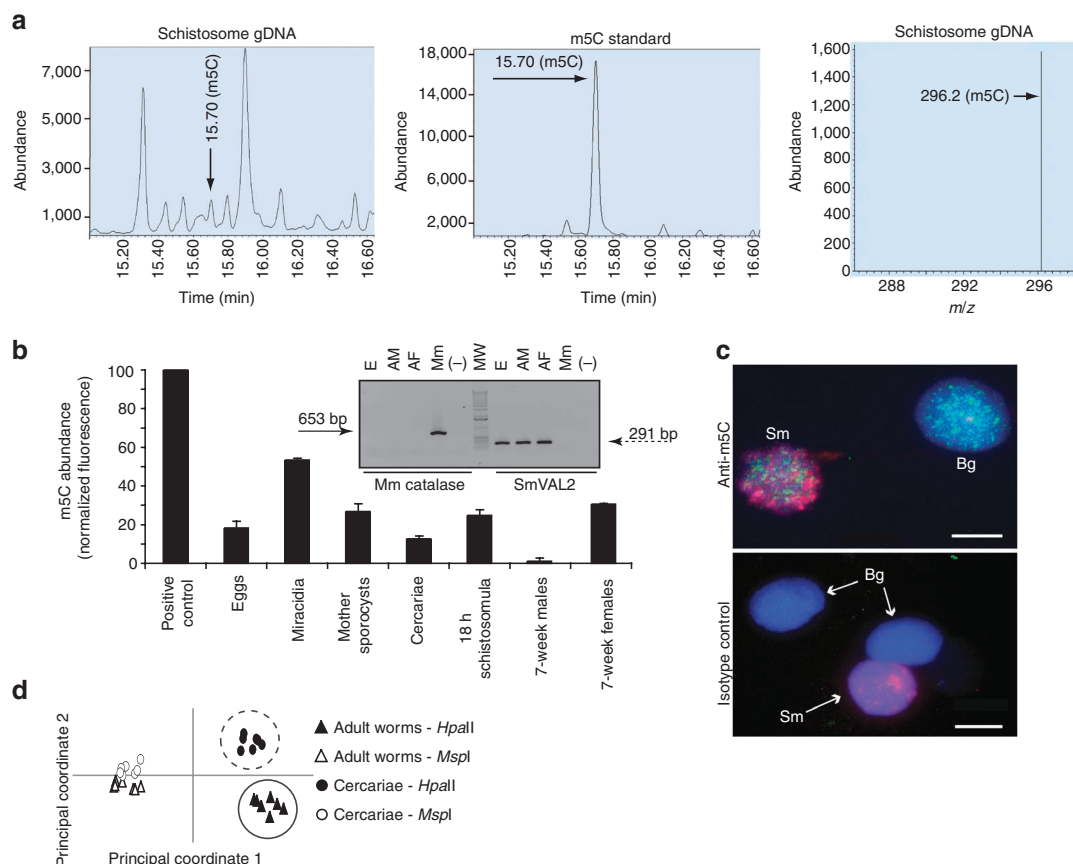 a
Schistosome gDNA
Abundance
7,000
5,000
3,000
1,000
15.70 (m5C)
15.20
15.40
15.60
15.80
16.00
16.20
16.40
16.60
Time (min)
m5C standard
Abundance
18,000
14,000
10,000
6,000
2,000
15.70 (m5C)
15.20
15.40
15.60
15.80
16.00
16.20
16.40
16.60
Time (min)
Schistosome gDNA
Abundance
1,600
1,400
1,200
1,000
800
600
400
200
0
296.2 (m5C)
288
292
296
m/z
b
m5C abundance
(normalized fluorescence)
100
80
60
40
20
0
Positive
control
Eggs
Miracidia
Mother
sporocysts
Cercariae
18 h
schistosomula
7-week males
7-week females
E
AM
AF
Mm
(–)
MW
E
AM
AF
Mm
(–)
653 bp
291 bp
Mm catalase
SmVAL2
c
Anti-m5C
Sm
Bg
Isotype control
Bg
Sm
d
Principal coordinate 2
Principal coordinate 1
Adult worms - HpaII
Adult worms - MspI
Cercariae - HpaII
Cercariae - MspI